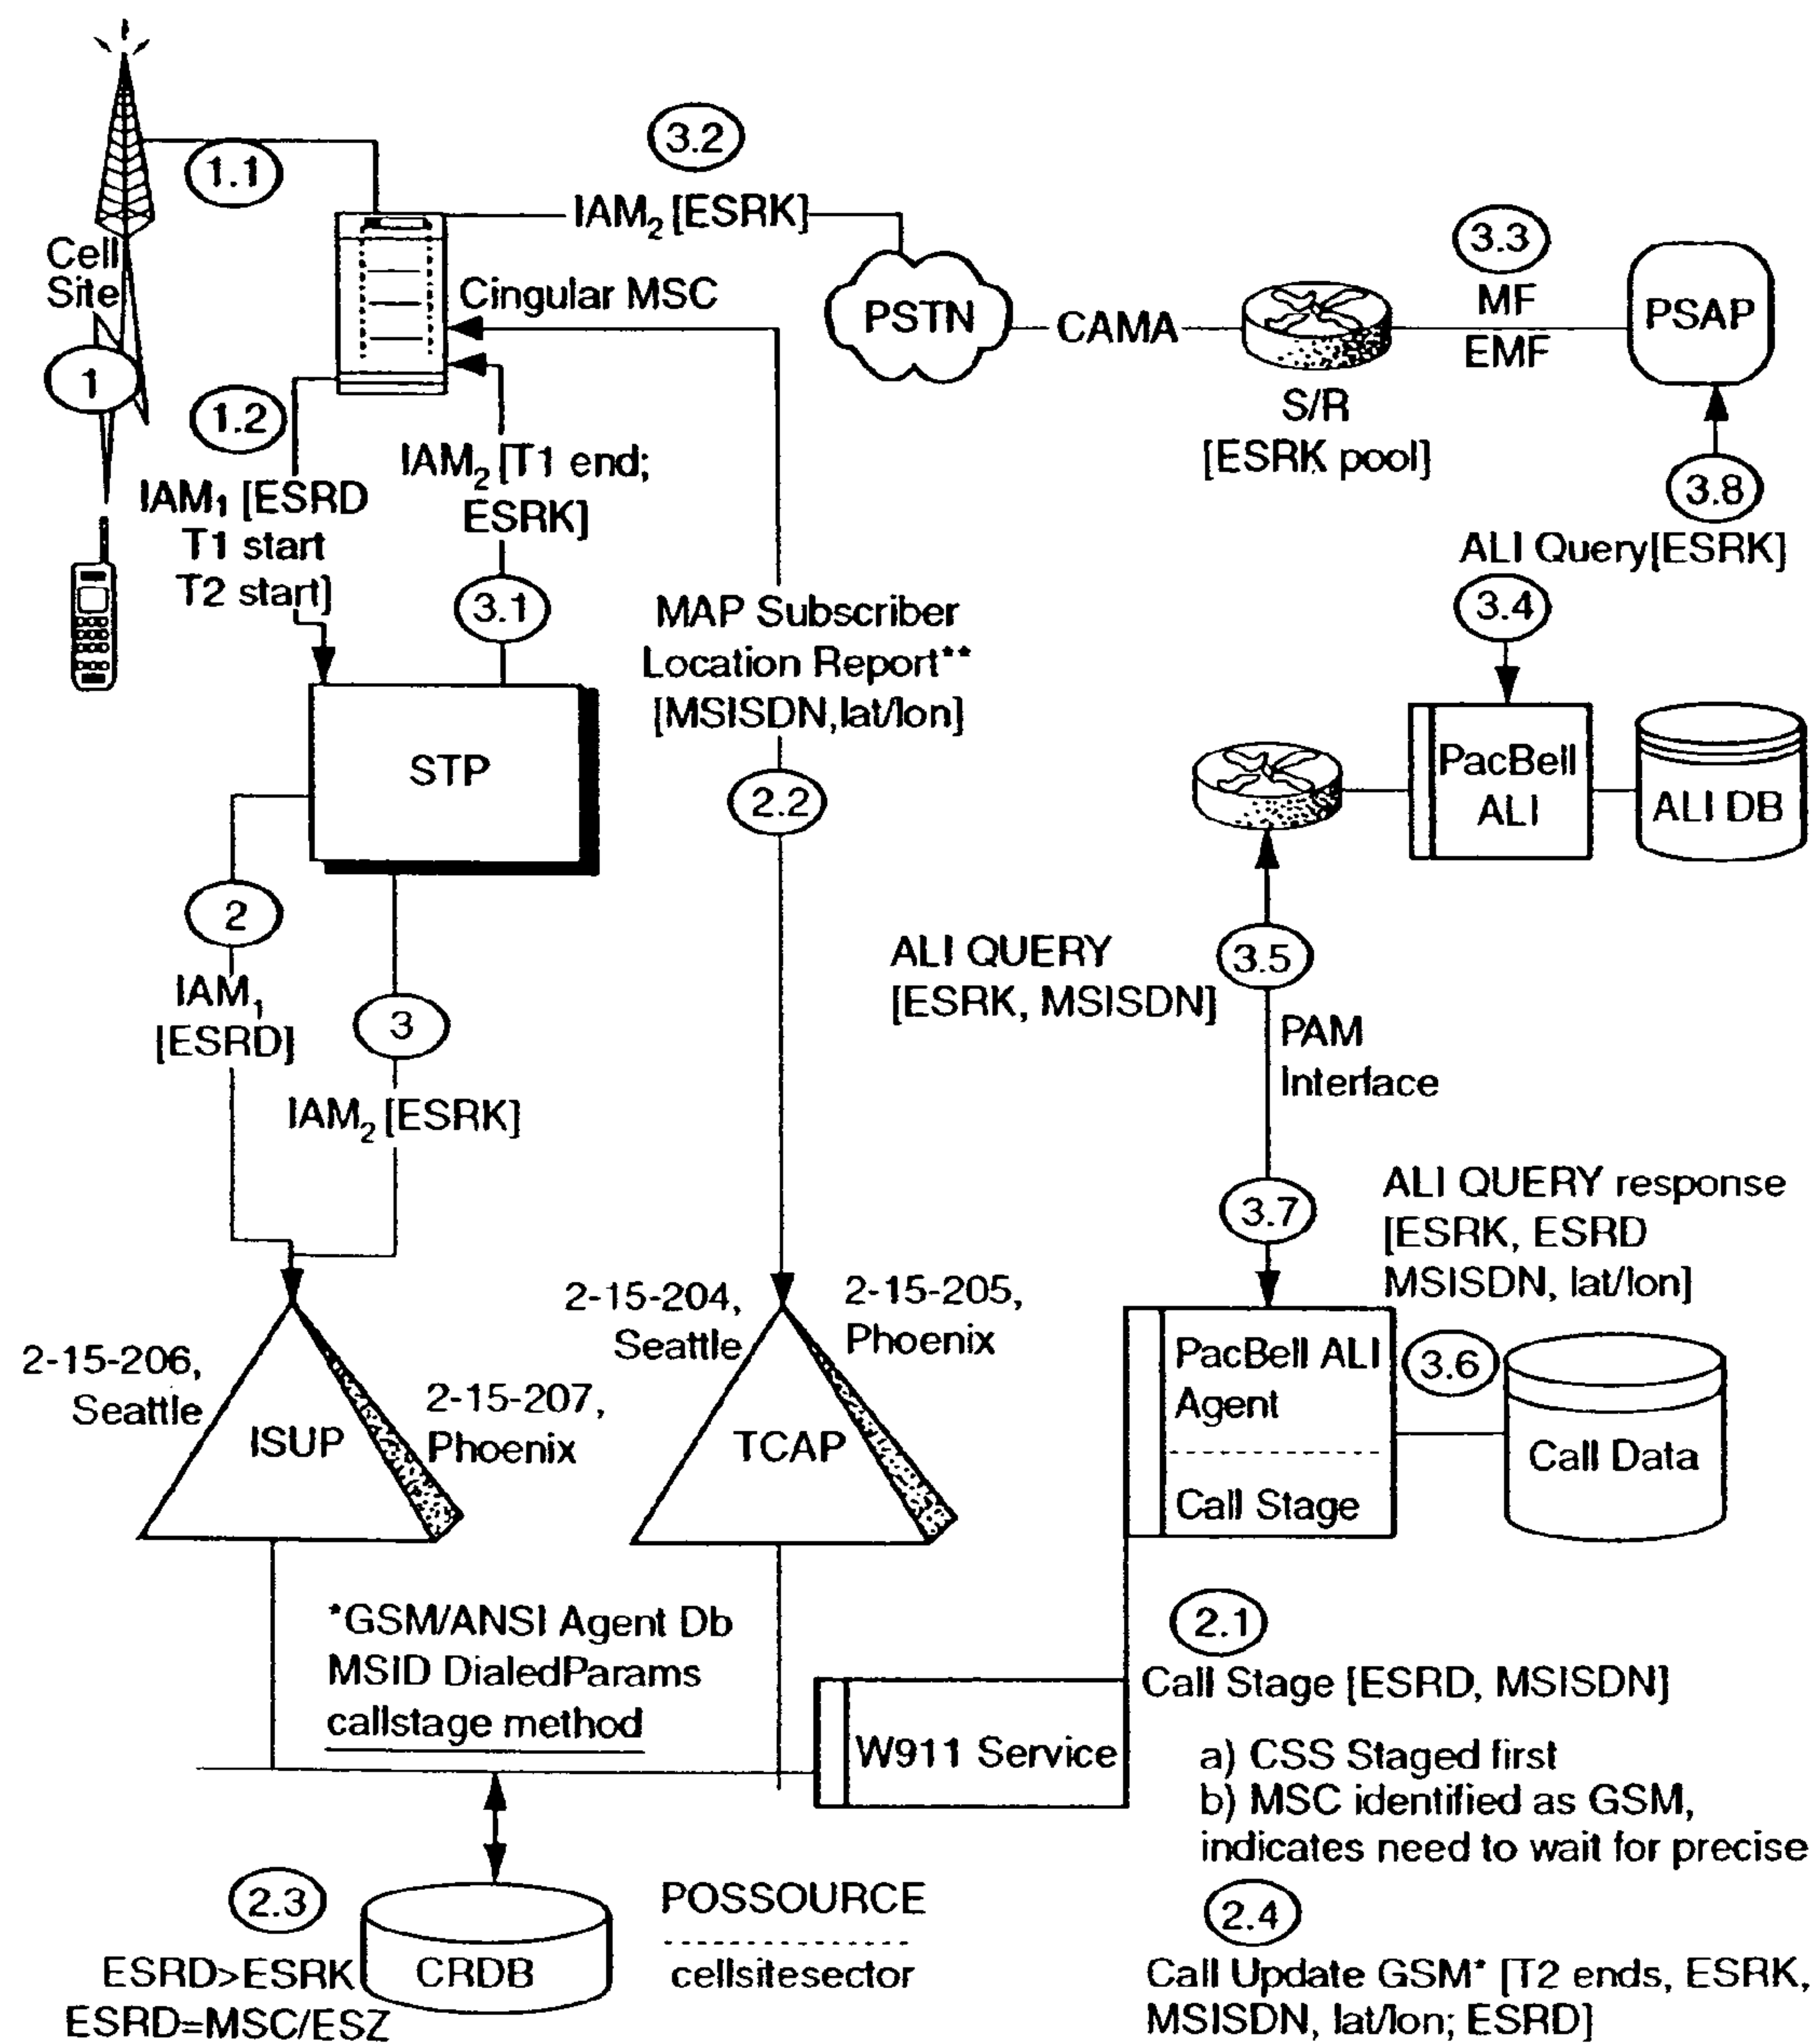 3.2
1.1
IAM₂ [ESRK]
3.3
Cell
Site
MF
Cingular MSC
PSTN
CAMA
PSAP
EMF
1
1.2
S/R
[ESRK pool]
IAM₂ [T1 end;
ESRK]
3.8
IAM₁ [ESRD
T1 start
T2 start]
ALI Query[ESRK]
3.1
3.4
MAP Subscriber
Location Report**
[MSISDN,lat/lon]
STP
2.2
PacBell
ALI
ALI DB
2
IAM₁
[ESRD]
3
IAM₂ [ESRK]
ALI QUERY
[ESRK, MSISDN]
3.5
PAM
Interface
3.7
ALI QUERY response
[ESRK, ESRD
MSISDN, lat/lon]
2-15-206,
Seattle
ISUP
2-15-207,
Phoenix
2-15-204,
Seattle
TCAP
2-15-205,
Phoenix
PacBell ALI
Agent
Call Stage
3.6
Call Data
*GSM/ANSI Agent Db
MSID DialedParams
callstage method
W911 Service
2.1
Call Stage [ESRD, MSISDN]
a) CSS Staged first
b) MSC identified as GSM,
indicates need to wait for precise
2.3
ESRD>ESRK
ESRD=MSC/ESZ
CRDB
POSSOURCE
cellsitesector
2.4
Call Update GSM* [T2 ends, ESRK,
MSISDN, lat/lon; ESRD]